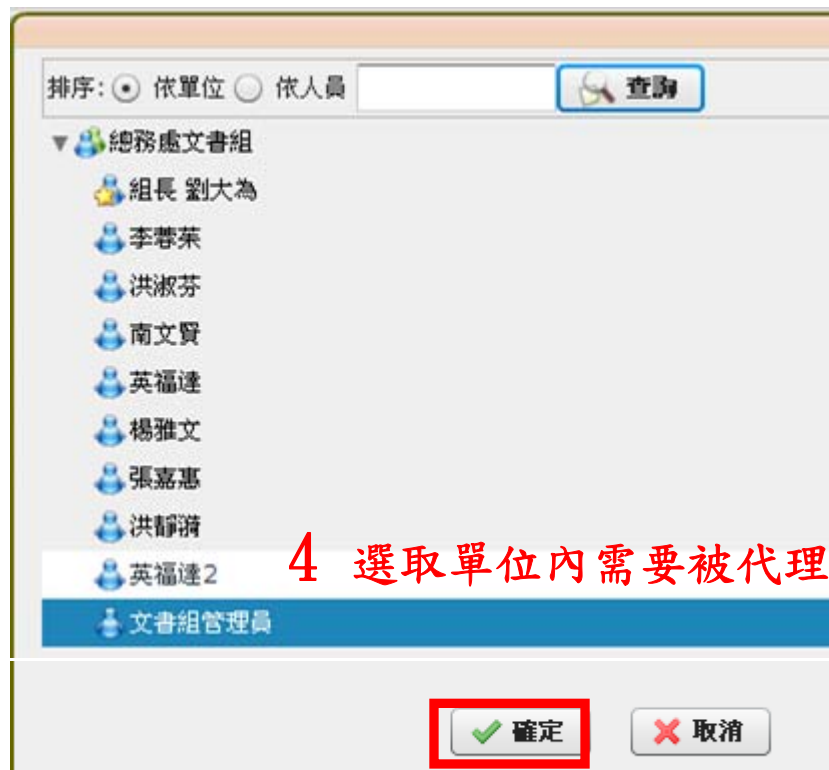 排序: 依單位 依人員 查詢
總務處文書組
組長 劉大為
李蓉茱
洪淑芬
南文賢
英福達
楊雅文
張嘉惠
洪靜漪
英福達2
4 選取單位內需要被代理
文書組管理員
確定 取消